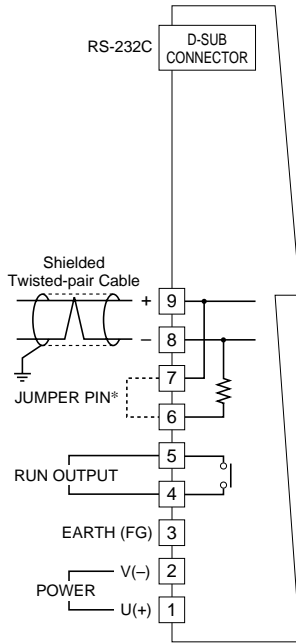 RS-232C
D-SUB
CONNECTOR
Shielded
Twisted-pair Cable
+ 9
– 8
7
JUMPER PIN*
6
5
RUN OUTPUT
4
EARTH (FG) 3
V(–) 2
POWER
U(+) 1